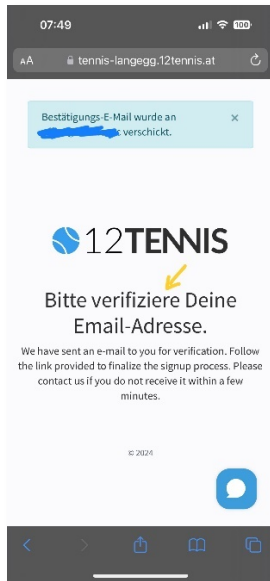 07:49
100
AA tennis-langegg.12tennis.at
Bestätigungs-E-Mail wurde an ×
verschickt.
12TENNIS
Bitte verifiziere Deine
Email-Adresse.
We have sent an e-mail to you for verification. Follow
the link provided to finalize the signup process. Please
contact us if you do not receive it within a few
minutes.
© 2024